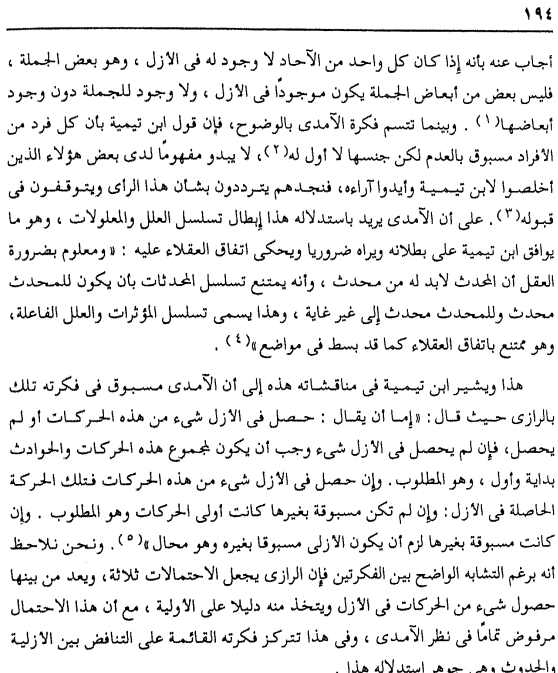 ١٩٤
أجاب عنه بأنه إذا كان كل واحد من الآحاد لا وجود له فى الأزل ، وهو بعض الجملة ،
فليس بعض من أبعاض الجملة يكون موجودًا فى الأزل ، ولا وجود للجملة دون وجود
أبعاضها(١) . وبينما تتسم فكرة الآمدى بالوضوح، فإن قول ابن تيمية بأن كل فرد من
الأفراد مسبوق بالعدم لكن جنسها لا أول له(٢)، لا يبدو مفهومًا لدى بعض هؤلاء الذين
أخلصوا لابن تيمية وأيدوا آراءه، فنجدهم يترددون بشأن هذا الرأى ويتوقفون فى
قبوله(٣). على أن الآمدى يريد باستدلاله هذا إبطال تسلسل العلل والمعلولات ، وهو ما
يوافق ابن تيمية على بطلانه ويراه ضروريا ويحكى اتفاق العقلاء عليه : «ومعلوم بضرورة
العقل أن المحدث لابد له من محدث ، وأنه يمتنع تسلسل المحدثات بأن يكون للمحدث
محدث وللمحدث محدث إلى غير غاية ، وهذا يسمى تسلسل المؤثرات والعلل الفاعلة،
وهو ممتنع باتفاق العقلاء كما قد بسط فى مواضع»(٤) .
هذا ويشير ابن تيمية فى مناقشاته هذه إلى أن الآمدى مسبوق فى فكرته تلك
بالرازى حيث قال: «إما أن يقال : حصل فى الأزل شىء من هذه الحركات أو لم
يحصل، فإن لم يحصل فى الأزل شىء وجب أن يكون لمجموع هذه الحركات والحوادث
بداية وأول ، وهو المطلوب. وإن حصل فى الأزل شىء من هذه الحركات فتلك الحركة
الحاصلة فى الأزل: وإن لم تكن مسبوقة بغيرها كانت أولى الحركات وهو المطلوب . وإن
كانت مسبوقة بغيرها لزم أن يكون الأزلى مسبوقا بغيره وهو محال»(٥). ونحن نلاحظ
أنه برغم التشابه الواضح بين الفكرتين فإن الرازى يجعل الاحتمالات ثلاثة، ويعد من بينها
حصول شىء من الحركات فى الأزل ويتخذ منه دليلا على الأولية ، مع أن هذا الاحتمال
مرفوض تمامًا فى نظر الآمدى ، وفى هذا تتركز فكرته القائمة على التنافض بين الأزلية
والحدوث وهى جوهر استدلاله هذا .